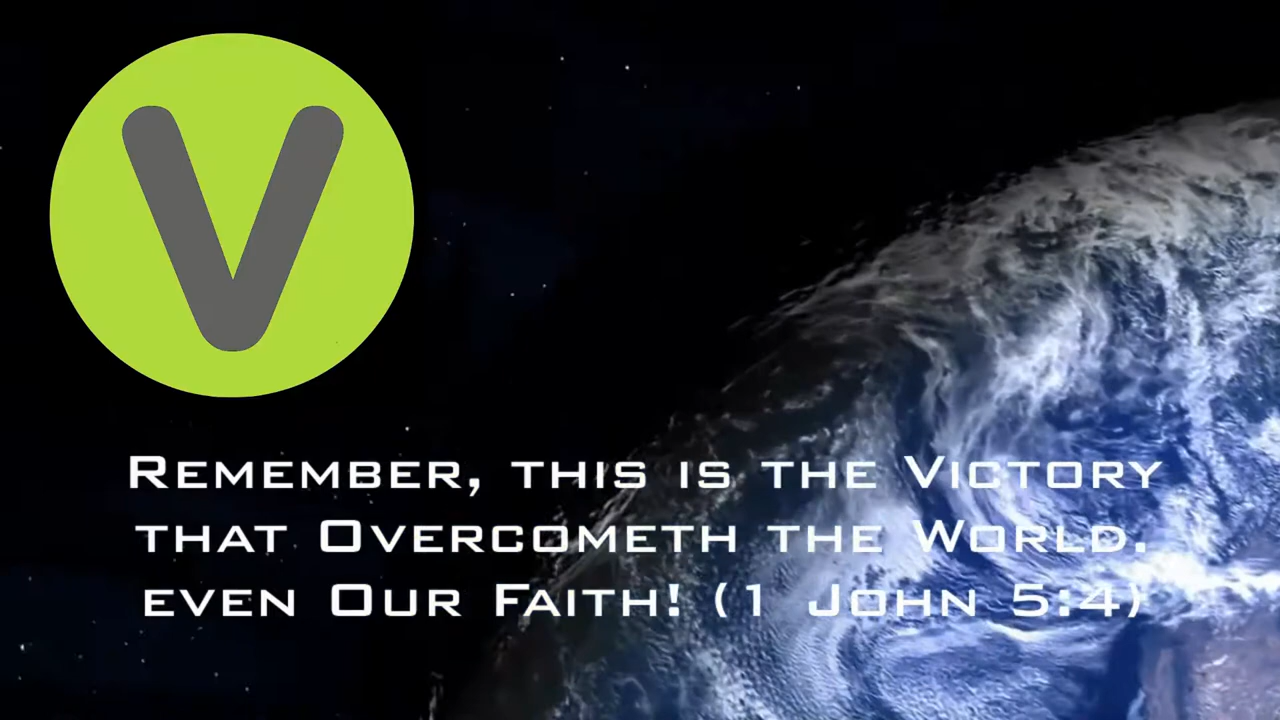 V
Remember, this is the Victory
that Overcometh the World.
even Our Faith! (1 John 5:4)